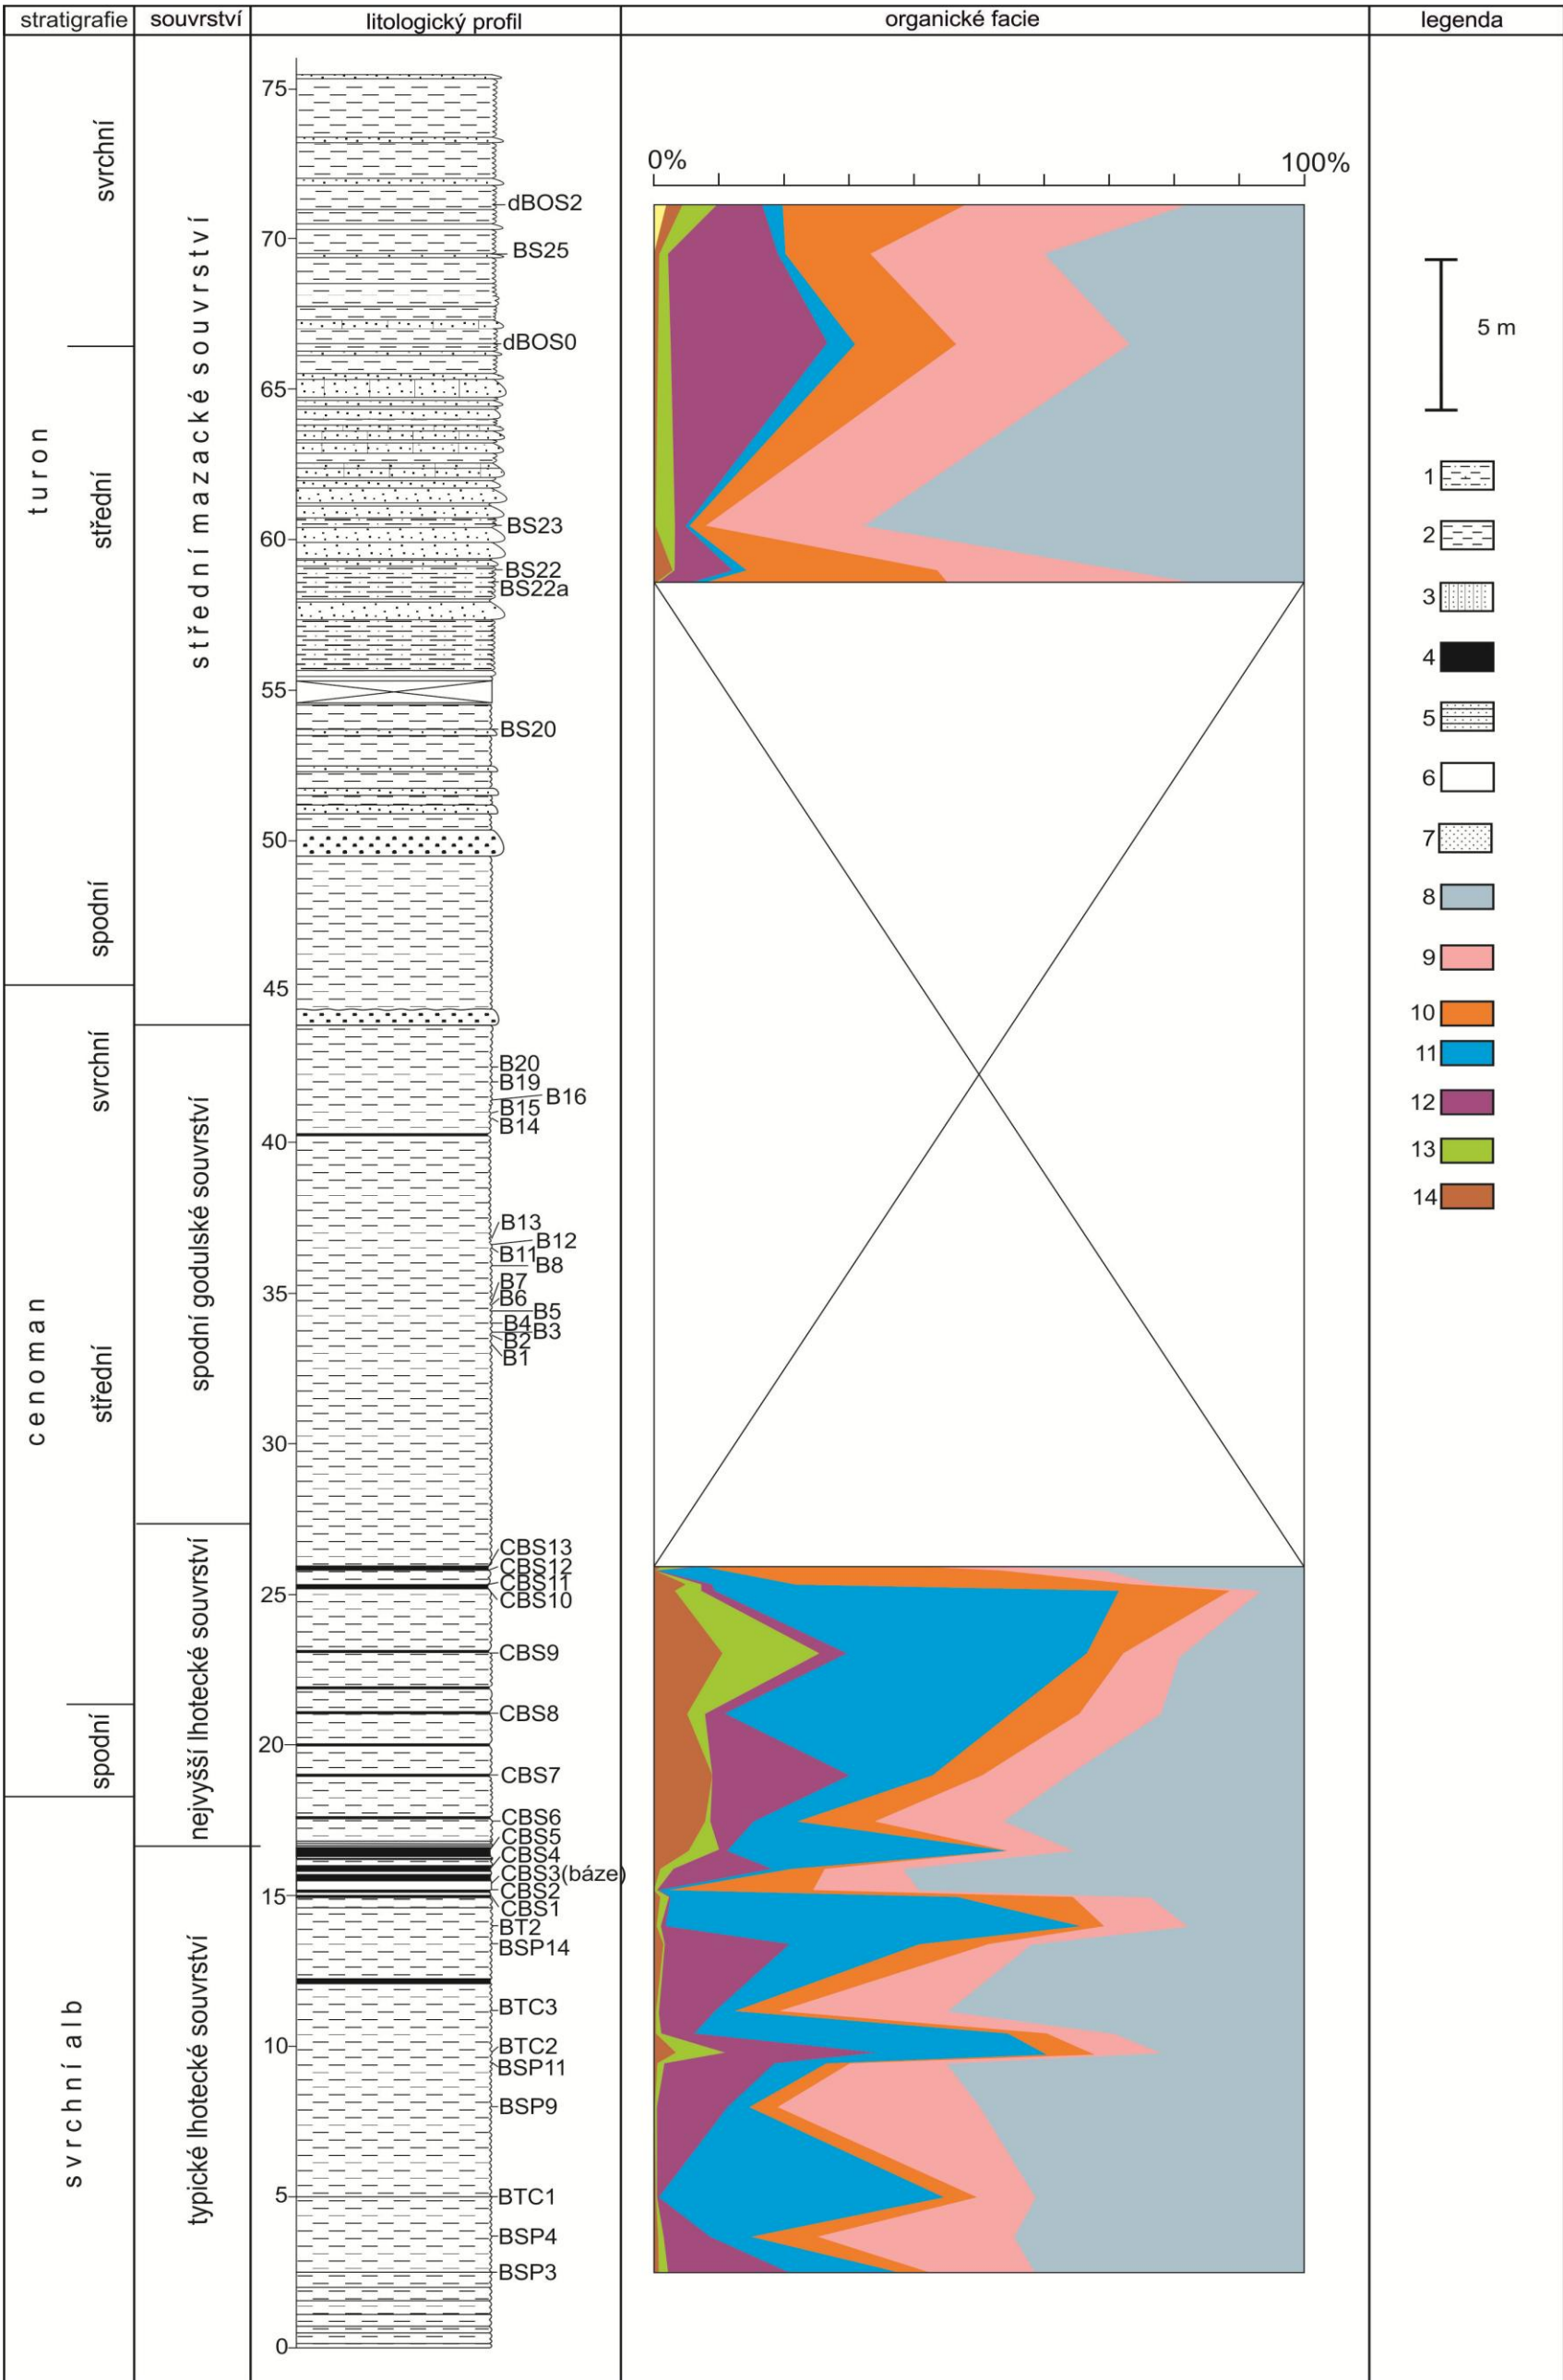 stratigrafie
souvrství
litologický profil
organické facie
legenda
turon
svrchní
střední
spodní
cenoman
svrchní
střední
spodní
svrchní alb
střední mazacké souvrství
spodní godulské souvrství
nejvyšší lhotecké souvrství
typické lhotecké souvrství
75
70
65
60
55
50
45
40
35
30
25
20
15
10
5
0
dBOS2
BS25
dBOS0
BS23
BS22
BS22a
BS20
B20
B19
B16
B15
B14
B13
B12
B11
B8
B7
B6
B5
B4
B3
B2
B1
CBS13
CBS12
CBS11
CBS10
CBS9
CBS8
CBS7
CBS6
CBS5
CBS4
CBS3(báze)
CBS2
CBS1
BT2
BSP14
BTC3
BTC2
BSP11
BSP9
BTC1
BSP4
BSP3
0%
100%
5 m
1
2
3
4
5
6
7
8
9
10
11
12
13
14